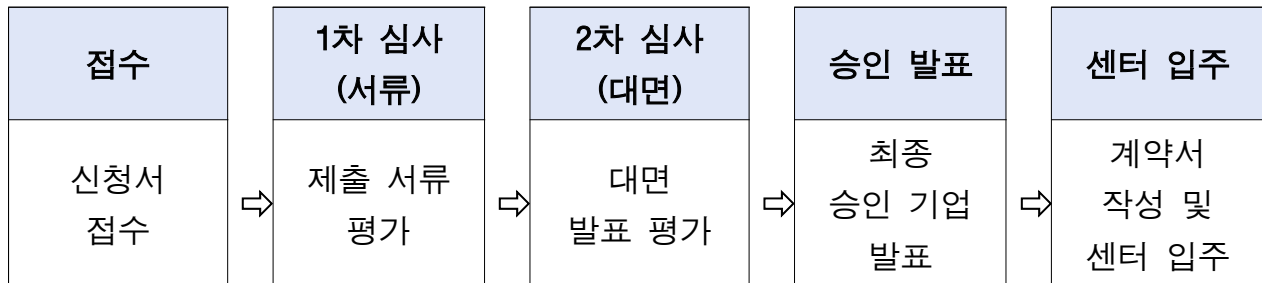 접수
1차 심사
(서류)
2차 심사
(대면)
승인 발표
센터 입주
신청서
접수
⇨
제출 서류
평가
⇨
대면
발표 평가
⇨
최종
승인 기업
발표
⇨
계약서
작성 및
센터 입주